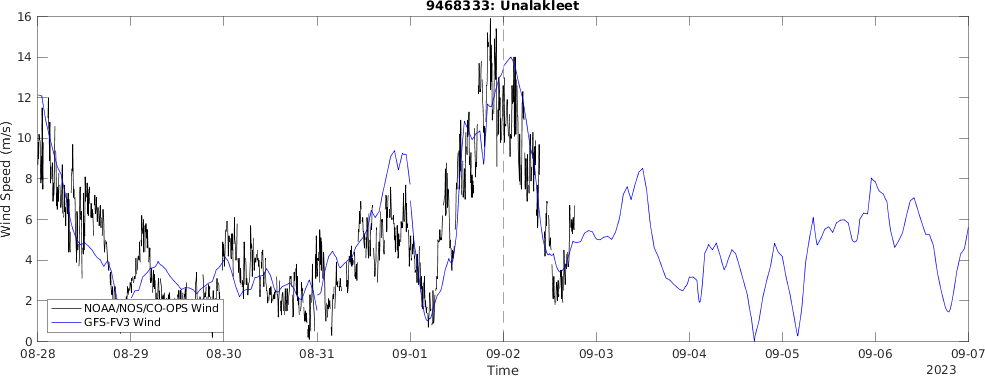 9468333: Unalakleet
16
14
12
10
8
6
4
2
0
Wind Speed (m/s)
NOAA/NOS/CO-OPS Wind
GFS-FV3 Wind
08-28 08-29 08-30 08-31 09-01 09-02 09-03 09-04 09-05 09-06 09-07
Time
2023